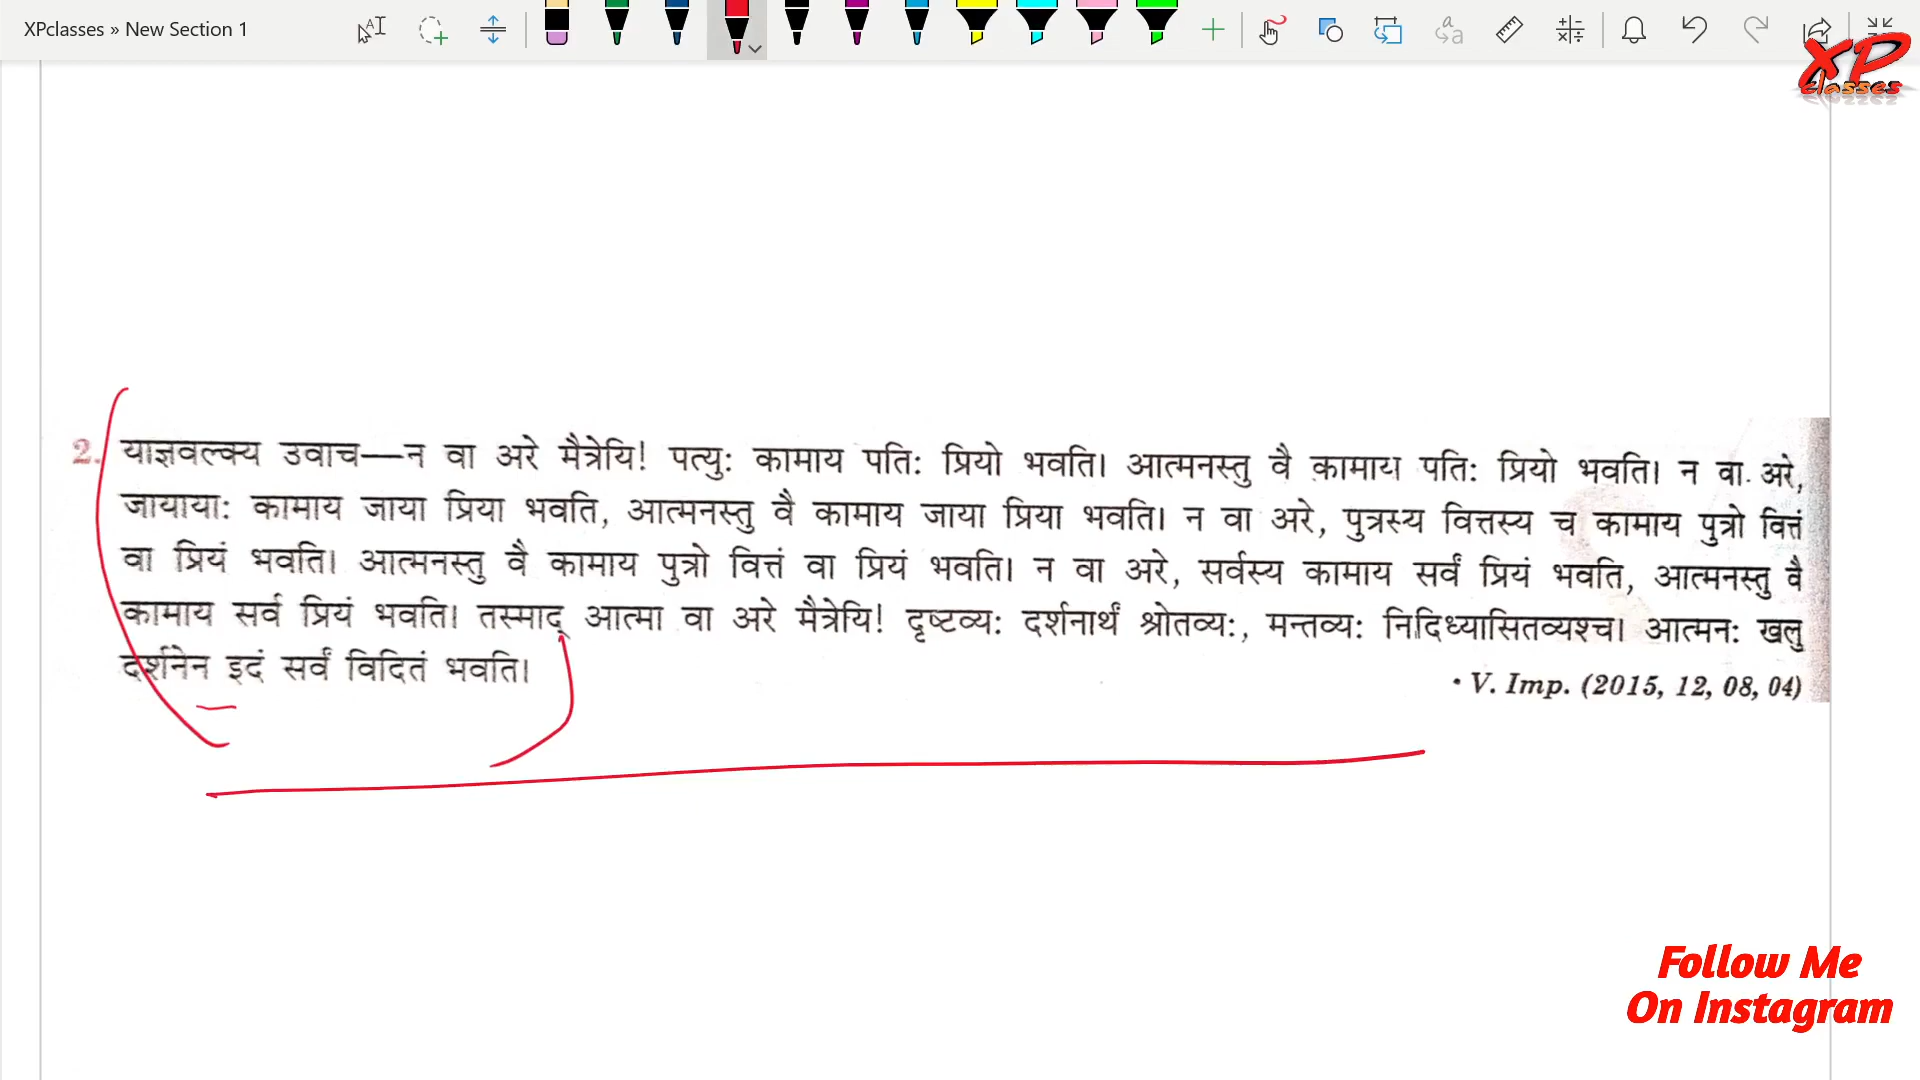 XPclasses » New Section 1
XP
classes
2. याज्ञवल्क्य उवाच—न वा अरे मैत्रेयि! पत्युः कामाय पतिः प्रियो भवति। आत्मनस्तु वै कामाय पतिः प्रियो भवति। न वा अरे,
जायायाः कामाय जाया प्रिया भवति, आत्मनस्तु वै कामाय जाया प्रिया भवति। न वा अरे, पुत्रस्य वित्तस्य च कामाय पुत्रो वित्तं
वा प्रियं भवति। आत्मनस्तु वै कामाय पुत्रो वित्तं वा प्रियं भवति। न वा अरे, सर्वस्य कामाय सर्वं प्रियं भवति, आत्मनस्तु वै
कामाय सर्वं प्रियं भवति। तस्माद् आत्मा वा अरे मैत्रेयि! दृष्टव्यः दर्शनार्थं श्रोतव्यः, मन्तव्यः निदिध्यासितव्यश्च। आत्मनः खलु
दर्शनेन इदं सर्वं विदितं भवति।
• V. Imp. (2015, 12, 08, 04)
Follow Me
On Instagram